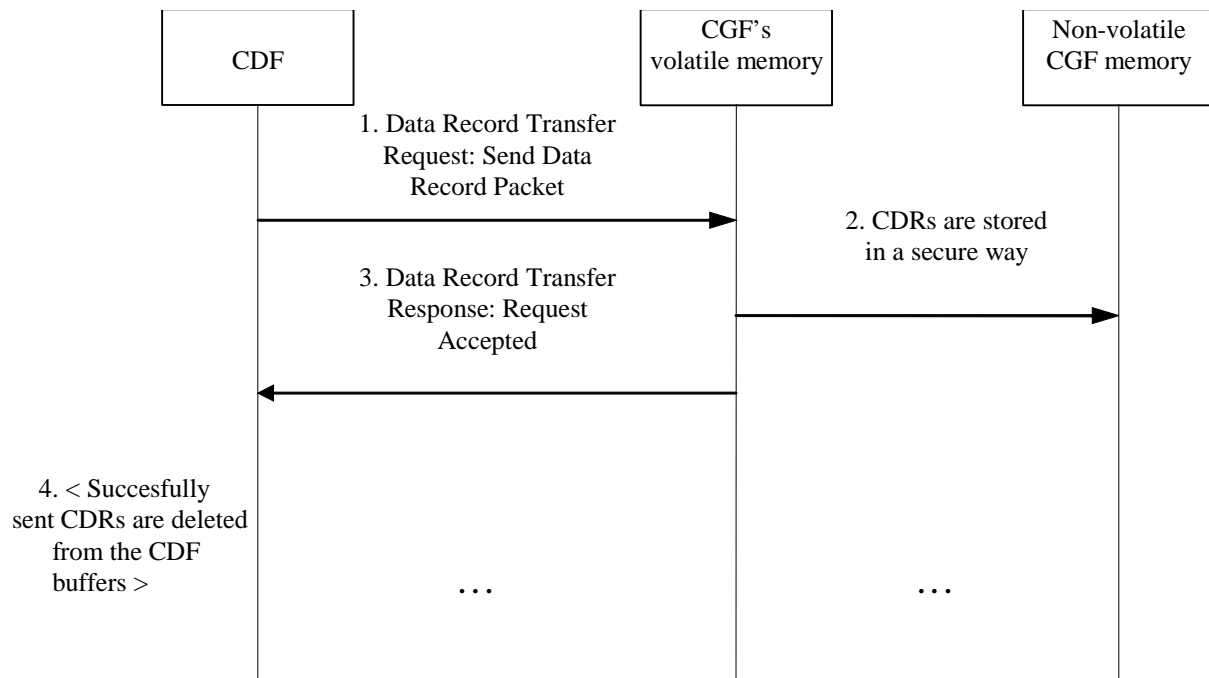 CDF
CGF's
volatile memory
Non-volatile
CGF memory
1. Data Record Transfer
Request: Send Data
Record Packet
2. CDRs are stored
in a secure way
3. Data Record Transfer
Response: Request
Accepted
4. < Succesfully
sent CDRs are deleted
from the CDF
buffers >
...
...